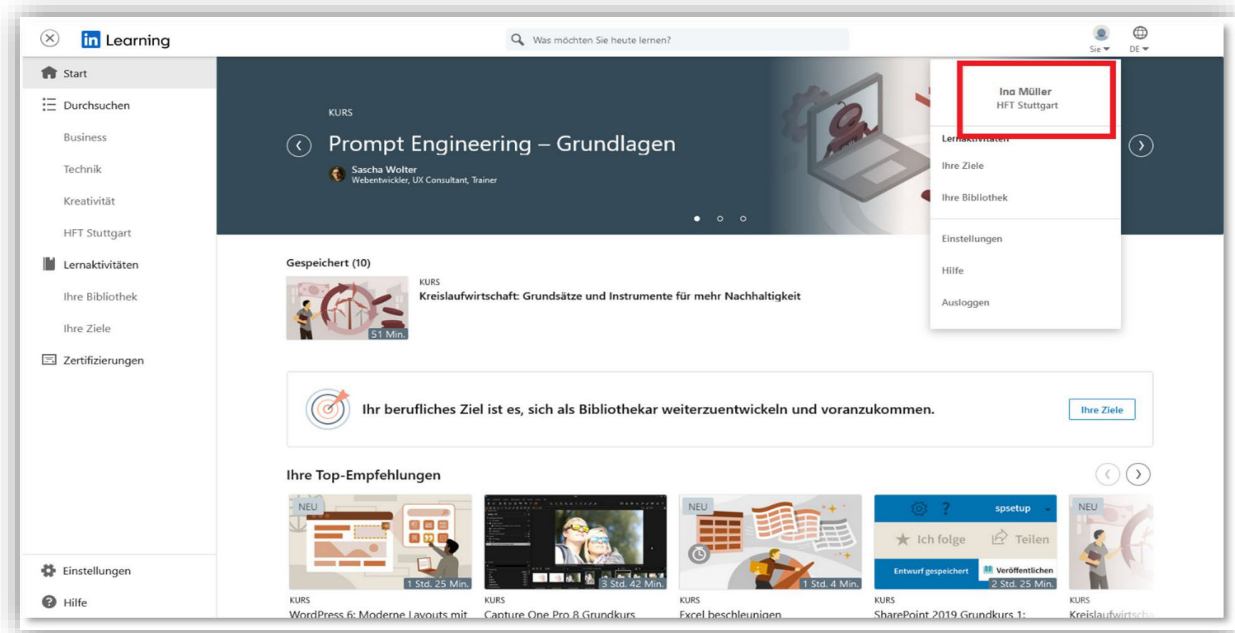 in Learning
Was möchten Sie heute lernen?
Sie
DE
Start
Durchsuchen
Business
Technik
Kreativität
HFT Stuttgart
Lernaktivitäten
Ihre Bibliothek
Ihre Ziele
Zertifizierungen
Einstellungen
Hilfe
KURS
Prompt Engineering – Grundlagen
Sascha Wolter
Webentwickler, UX Consultant, Trainer
Ina Müller
HFT Stuttgart
Lernaktivitäten
Ihre Ziele
Ihre Bibliothek
Einstellungen
Hilfe
Ausloggen
Gespeichert (10)
KURS
Kreislaufwirtschaft: Grundsätze und Instrumente für mehr Nachhaltigkeit
51 Min.
Ihr berufliches Ziel ist es, sich als Bibliothekar weiterzuentwickeln und voranzukommen.
Ihre Ziele
Ihre Top-Empfehlungen
NEU
1 Std. 25 Min.
KURS
WordPress 6: Moderne Layouts mit
3 Std. 42 Min.
KURS
Capture One Pro 8 Grundkurs
NEU
1 Std. 4 Min.
KURS
Excel beschleunigen
spsetup
Ich folge
Teilen
Entwurf gespeichert
Veröffentlichen
2 Std. 25 Min.
KURS
SharePoint 2019 Grundkurs 1:
NEU
KURS